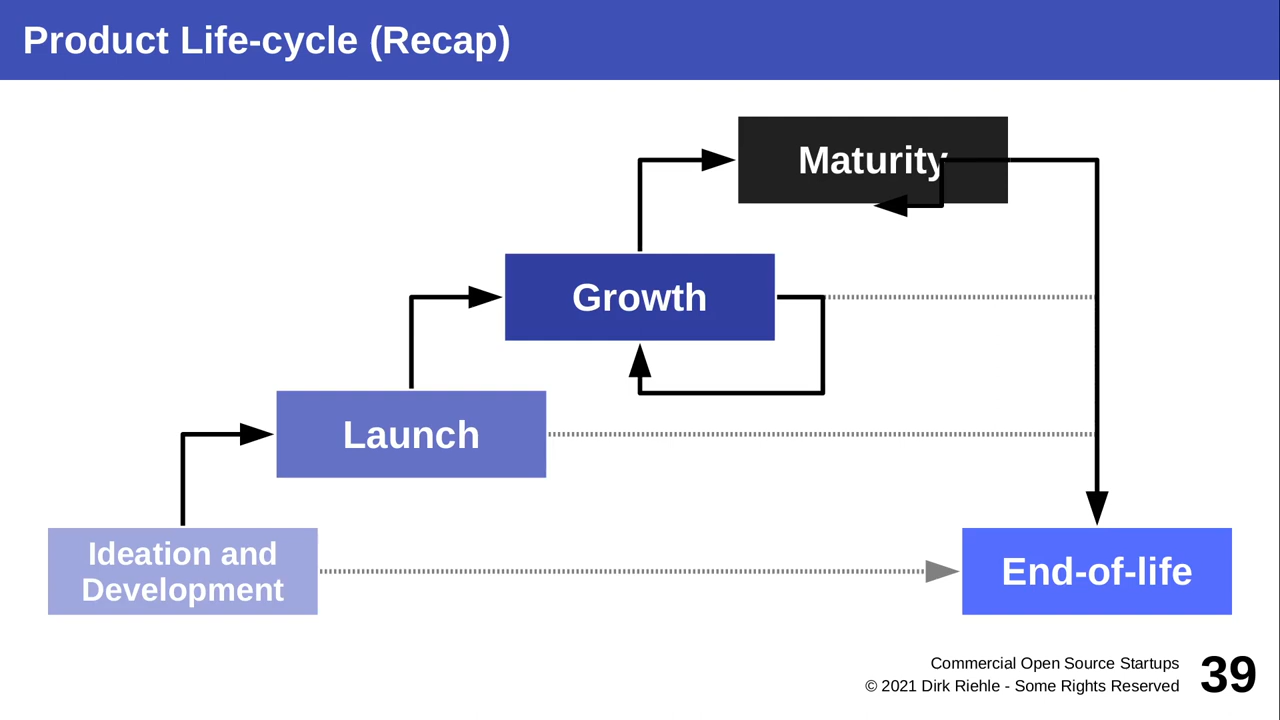 Product Life-cycle (Recap)
Maturity
Growth
Launch
Ideation and
Development
End-of-life
Commercial Open Source Startups
© 2021 Dirk Riehle - Some Rights Reserved
39